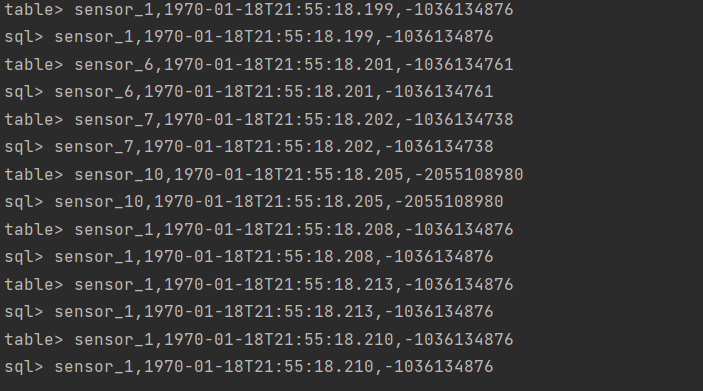 table> sensor_1,1970-01-18T21:55:18.199,-1036134876
sql> sensor_1,1970-01-18T21:55:18.199,-1036134876
table> sensor_6,1970-01-18T21:55:18.201,-1036134761
sql> sensor_6,1970-01-18T21:55:18.201,-1036134761
table> sensor_7,1970-01-18T21:55:18.202,-1036134738
sql> sensor_7,1970-01-18T21:55:18.202,-1036134738
table> sensor_10,1970-01-18T21:55:18.205,-2055108980
sql> sensor_10,1970-01-18T21:55:18.205,-2055108980
table> sensor_1,1970-01-18T21:55:18.208,-1036134876
sql> sensor_1,1970-01-18T21:55:18.208,-1036134876
table> sensor_1,1970-01-18T21:55:18.213,-1036134876
sql> sensor_1,1970-01-18T21:55:18.213,-1036134876
table> sensor_1,1970-01-18T21:55:18.210,-1036134876
sql> sensor_1,1970-01-18T21:55:18.210,-1036134876